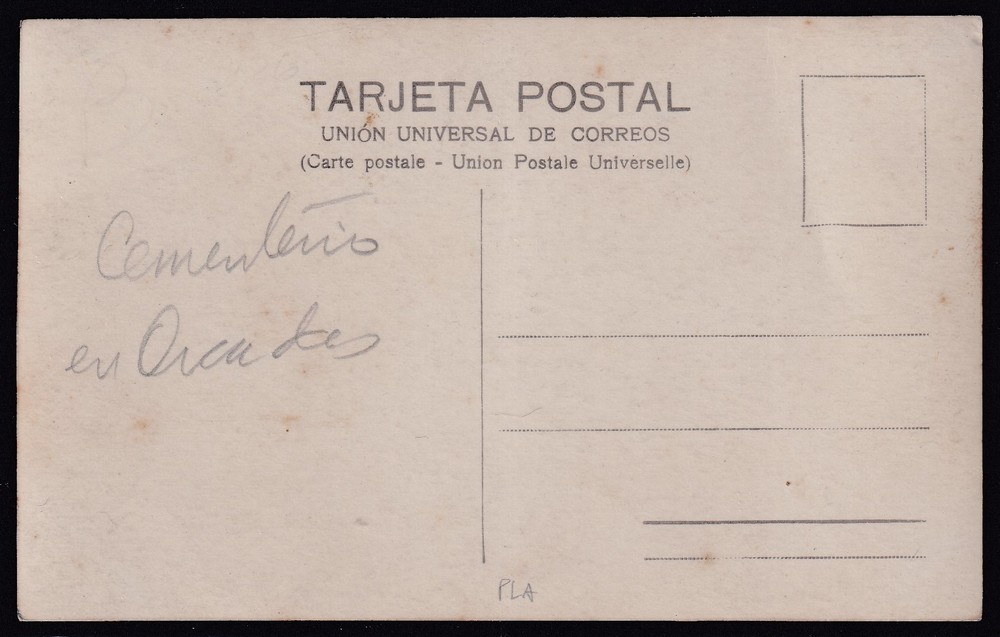 TARJETA POSTAL
UNIÓN UNIVERSAL DE CORREOS
(Carte postale - Union Postale Universelle)
Cementerio
en Orcadas
PLA